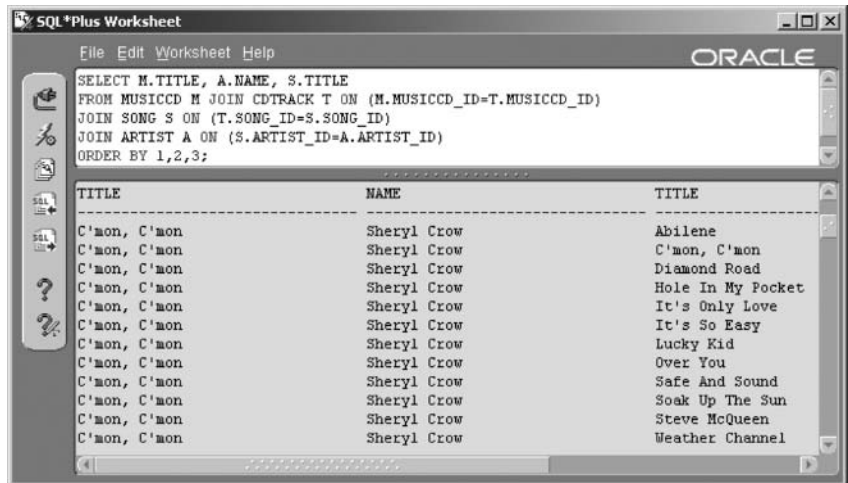 SQL*Plus Worksheet
File Edit Worksheet Help
ORACLE
SELECT M.TITLE, A.NAME, S.TITLE
FROM MUSICCD M JOIN CDTRACK T ON (M.MUSICCD_ID=T.MUSICCD_ID)
JOIN SONG S ON (T.SONG_ID=S.SONG_ID)
JOIN ARTIST A ON (S.ARTIST_ID=A.ARTIST_ID)
ORDER BY 1,2,3;
TITLE NAME TITLE
C'mon, C'mon Sheryl Crow Abilene
C'mon, C'mon Sheryl Crow C'mon, C'mon
C'mon, C'mon Sheryl Crow Diamond Road
C'mon, C'mon Sheryl Crow Hole In My Pocket
C'mon, C'mon Sheryl Crow It's Only Love
C'mon, C'mon Sheryl Crow It's So Easy
C'mon, C'mon Sheryl Crow Lucky Kid
C'mon, C'mon Sheryl Crow Over You
C'mon, C'mon Sheryl Crow Safe And Sound
C'mon, C'mon Sheryl Crow Soak Up The Sun
C'mon, C'mon Sheryl Crow Steve McQueen
C'mon, C'mon Sheryl Crow Weather Channel
SQL
SQL